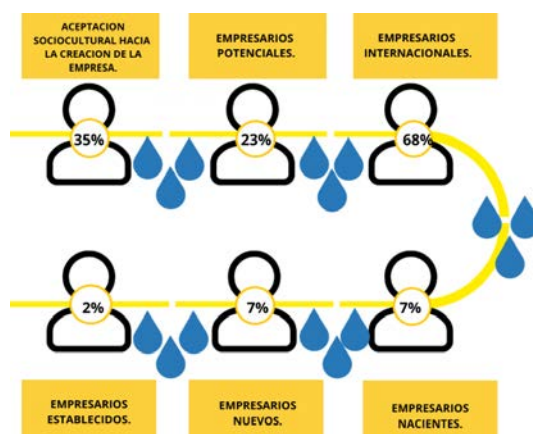 ACEPTACION
SOCIOCULTURAL HACIA
LA CREACION DE LA
EMPRESA.
EMPRESARIOS
POTENCIALES.
EMPRESARIOS
INTERNACIONALES.
35%
23%
68%
2%
7%
7%
EMPRESARIOS
ESTABLECIDOS.
EMPRESARIOS
NUEVOS.
EMPRESARIOS
NACIENTES.